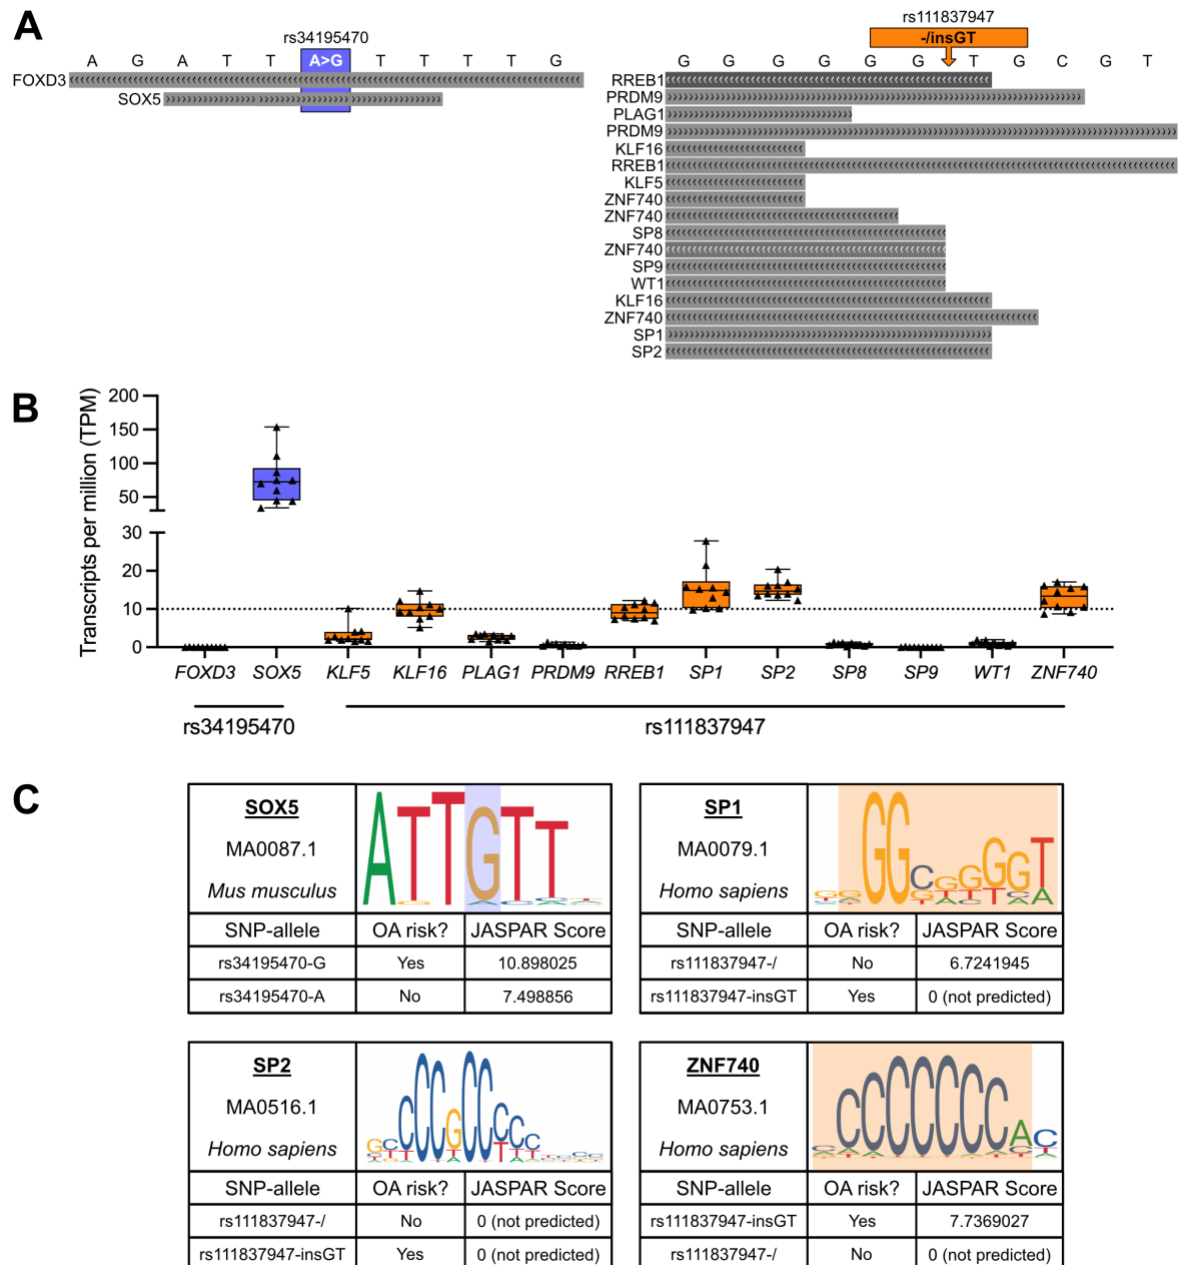 A
rs34195470
A G A T T A>G T T T T G
FOXD3
SOX5
rs111837947
-/insGT
G G G G G G T G C G T
RREB1
PRDM9
PLAG1
PRDM9
KLF16
RREB1
KLF5
ZNF740
ZNF740
SP8
ZNF740
SP9
WT1
KLF16
ZNF740
SP1
SP2
B
Transcripts per million (TPM)
200
150
100
50
30
20
10
0
FOXD3 SOX5 KLF5 KLF16 PLAG1 PRDM9 RREB1 SP1 SP2 SP8 SP9 WT1 ZNF740
rs34195470 rs111837947
C
SOX5
MA0087.1
Mus musculus
ATTGTT
SNP-allele OA risk? JASPAR Score
rs34195470-G Yes 10.898025
rs34195470-A No 7.498856
SP1
MA0079.1
Homo sapiens
GGCGGGGT
SNP-allele OA risk? JASPAR Score
rs111837947-/ No 6.7241945
rs111837947-insGT Yes 0 (not predicted)
SP2
MA0516.1
Homo sapiens
GCCCCGCCCCC
SNP-allele OA risk? JASPAR Score
rs111837947-/ No 0 (not predicted)
rs111837947-insGT Yes 0 (not predicted)
ZNF740
MA0753.1
Homo sapiens
CCCCCCCAC
SNP-allele OA risk? JASPAR Score
rs111837947-insGT Yes 7.7369027
rs111837947-/ No 0 (not predicted)